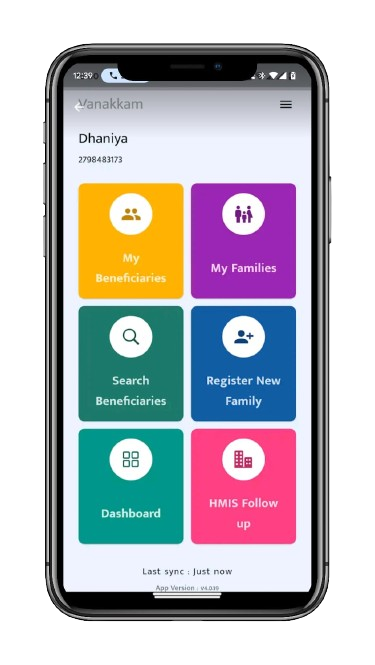 12:39
Vanakkam
Dhaniya
2798483173
My
Beneficiaries
My Families
Search
Beneficiaries
Register New
Family
Dashboard
HMIS Follow
up
Last sync : Just now
App Version :